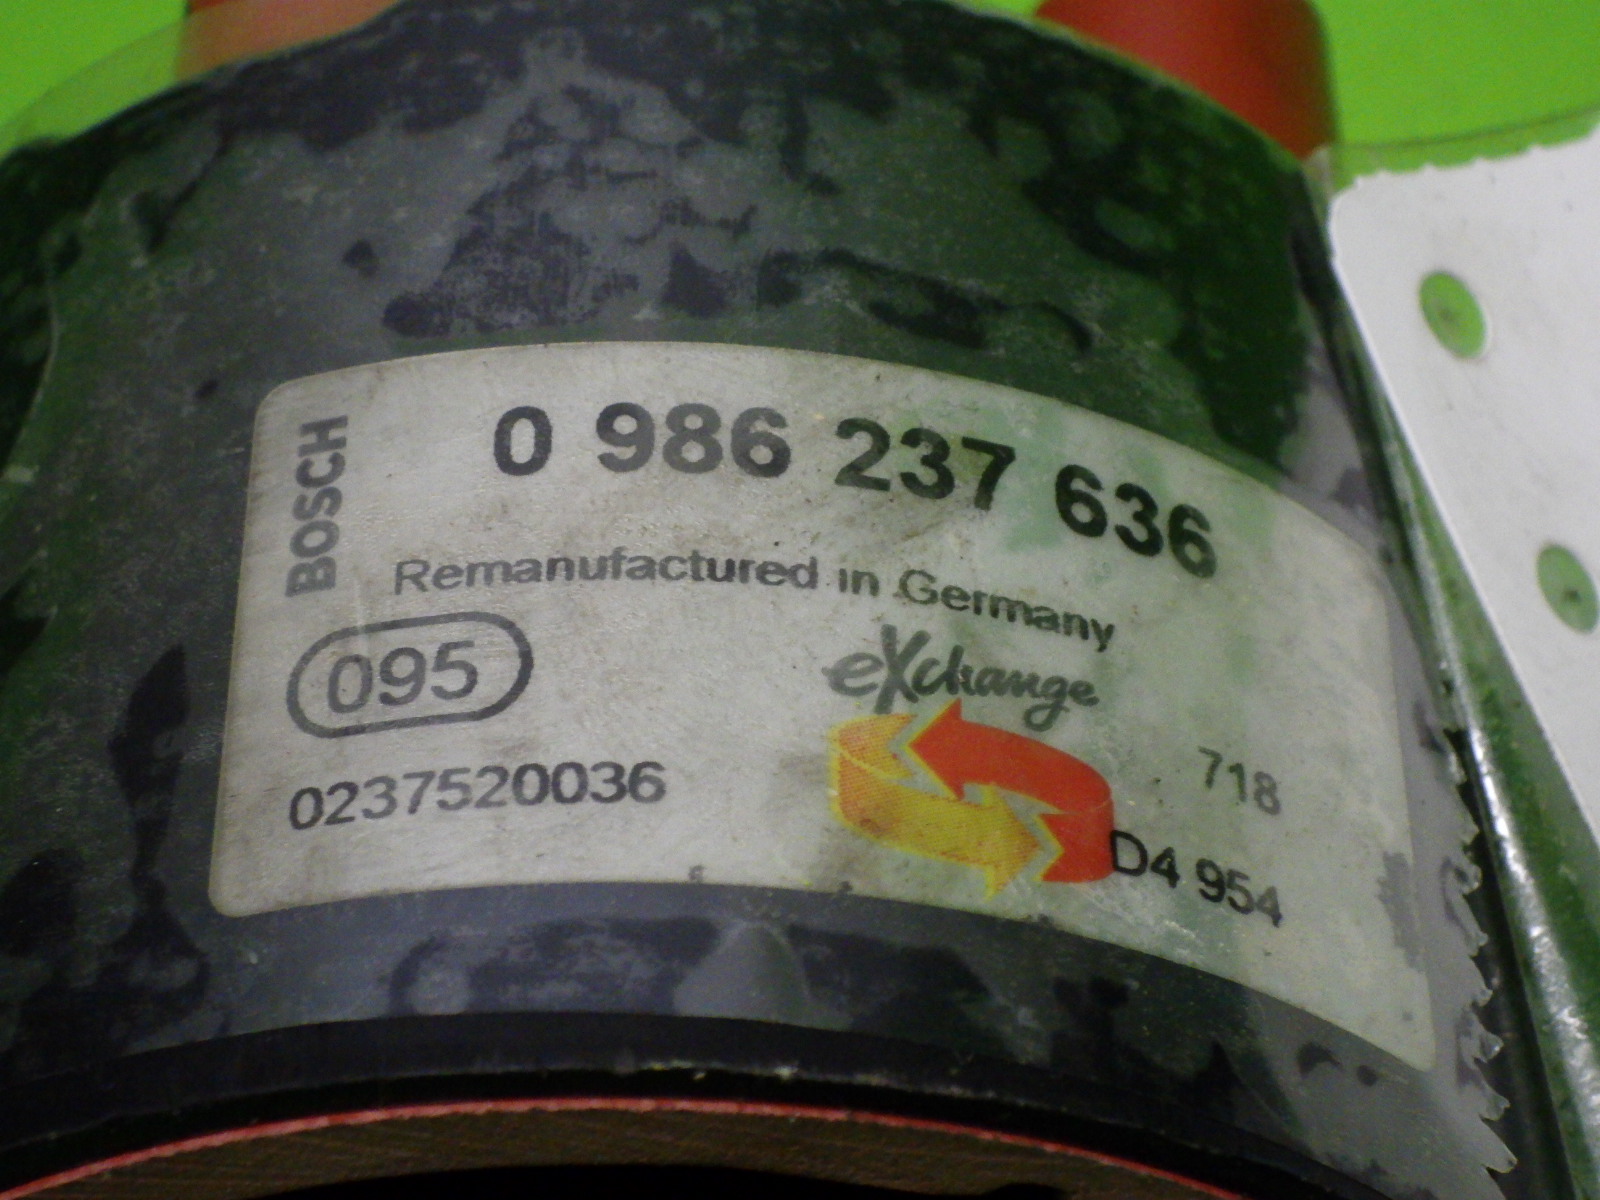 BOSCH
0 986 237 636
Remanufactured in Germany
095
eXchange
0237520036
718
D4 954